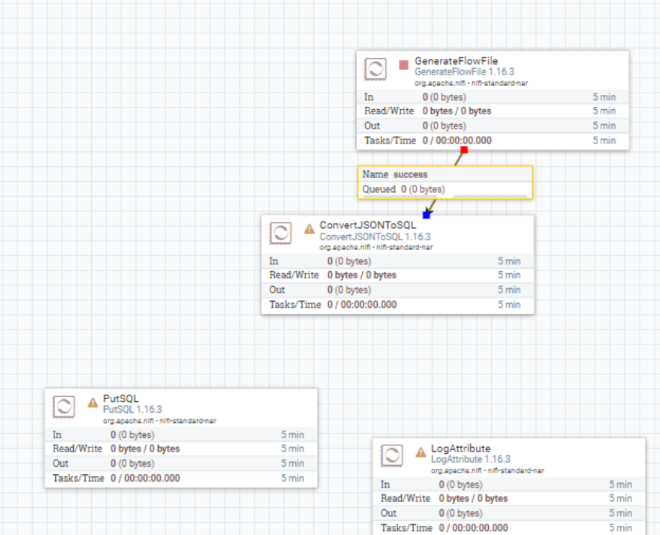 GenerateFlowFile
GenerateFlowFile 1.16.3
org.apache.nifi - nifi-standard-nar
In 0 (0 bytes) 5 min
Read/Write 0 bytes / 0 bytes 5 min
Out 0 (0 bytes) 5 min
Tasks/Time 0 / 00:00:00.000 5 min
Name success
Queued 0 (0 bytes)
ConvertJSONToSQL
ConvertJSONToSQL 1.16.3
org.apache.nifi - nifi-standard-nar
In 0 (0 bytes) 5 min
Read/Write 0 bytes / 0 bytes 5 min
Out 0 (0 bytes) 5 min
Tasks/Time 0 / 00:00:00.000 5 min
PutSQL
PutSQL 1.16.3
org.apache.nifi - nifi-standard-nar
In 0 (0 bytes) 5 min
Read/Write 0 bytes / 0 bytes 5 min
Out 0 (0 bytes) 5 min
Tasks/Time 0 / 00:00:00.000 5 min
LogAttribute
LogAttribute 1.16.3
org.apache.nifi - nifi-standard-nar
In 0 (0 bytes) 5 min
Read/Write 0 bytes / 0 bytes 5 min
Out 0 (0 bytes) 5 min
Tasks/Time 0 / 00:00:00.000 5 min